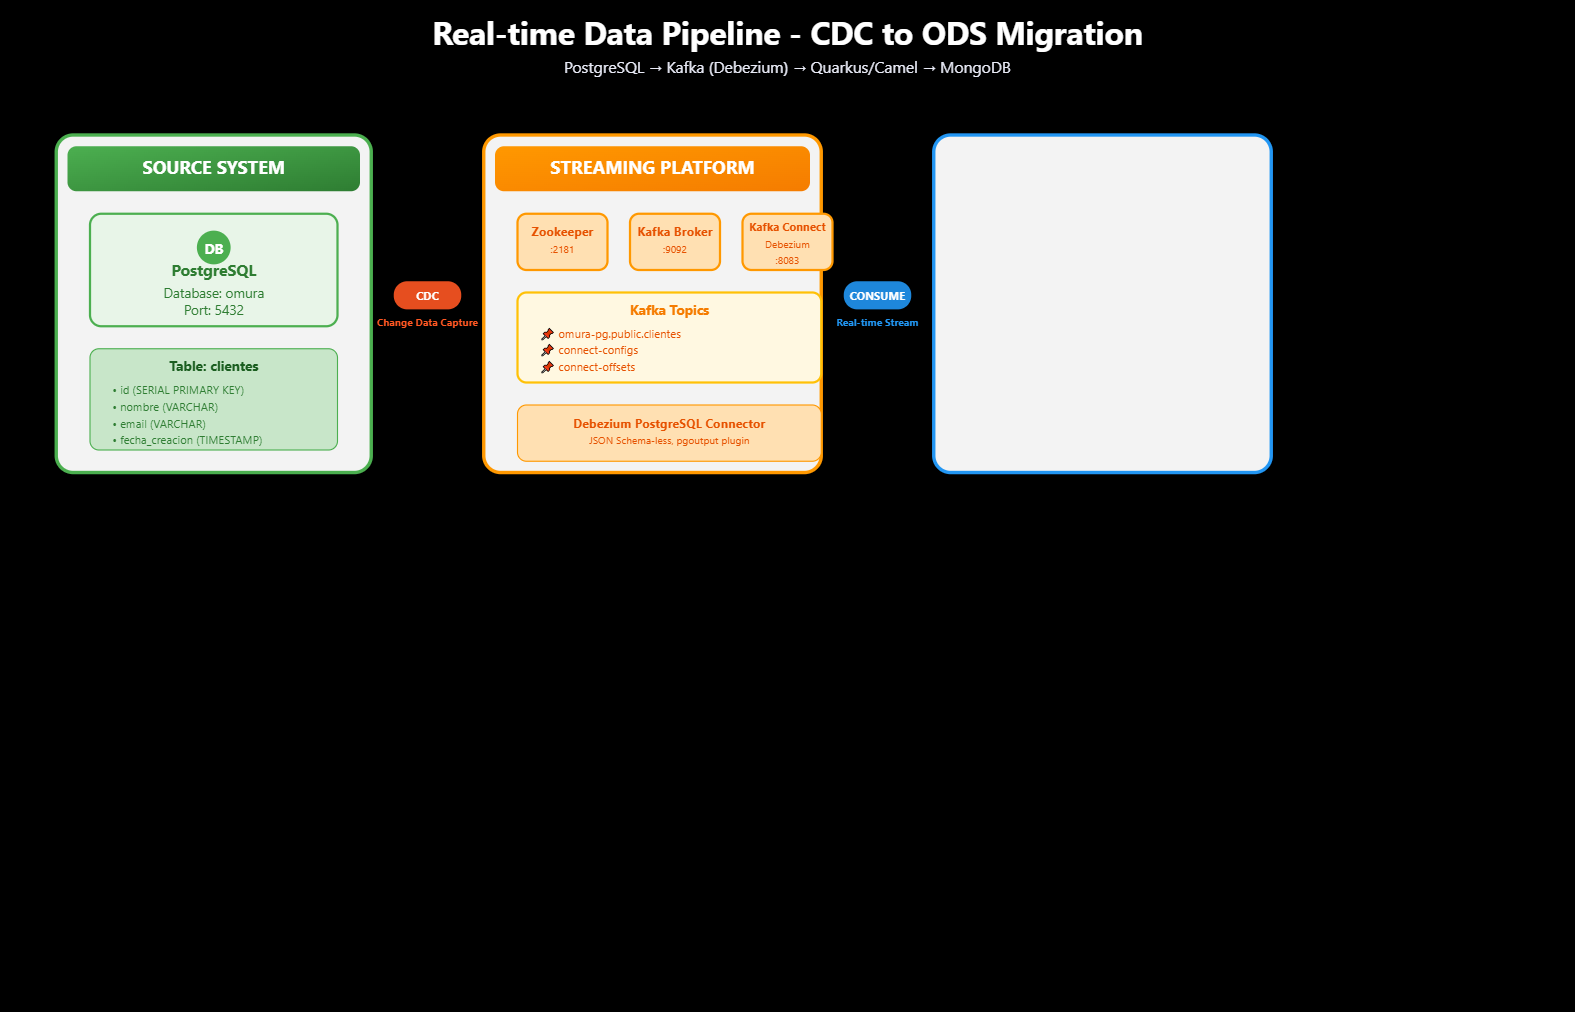 Real-time Data Pipeline - CDC to ODS Migration
PostgreSQL → Kafka (Debezium) → Quarkus/Camel → MongoDB
SOURCE SYSTEM
DB
PostgreSQL
Database: omura
Port: 5432
Table: clientes
• id (SERIAL PRIMARY KEY)
• nombre (VARCHAR)
• email (VARCHAR)
• fecha_creacion (TIMESTAMP)
CDC
Change Data Capture
STREAMING PLATFORM
Zookeeper
:2181
Kafka Broker
:9092
Kafka Connect
Debezium
:8083
Kafka Topics
📌 omura-pg.public.clientes
📌 connect-configs
📌 connect-offsets
Debezium PostgreSQL Connector
JSON Schema-less, pgoutput plugin
CONSUME
Real-time Stream